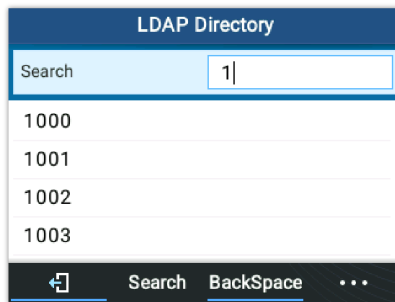 LDAP Directory
Search 1
1000
1001
1002
1003
Search BackSpace ...